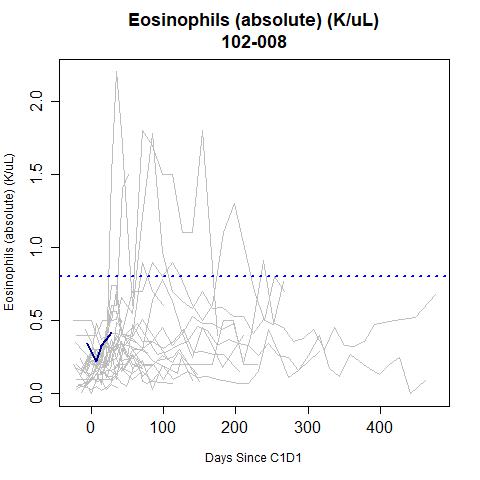 Eosinophils (absolute) (K/uL)
102-008
Eosinophils (absolute) (K/uL)
2.0
1.5
1.0
0.5
0.0
0 100 200 300 400
Days Since C1D1